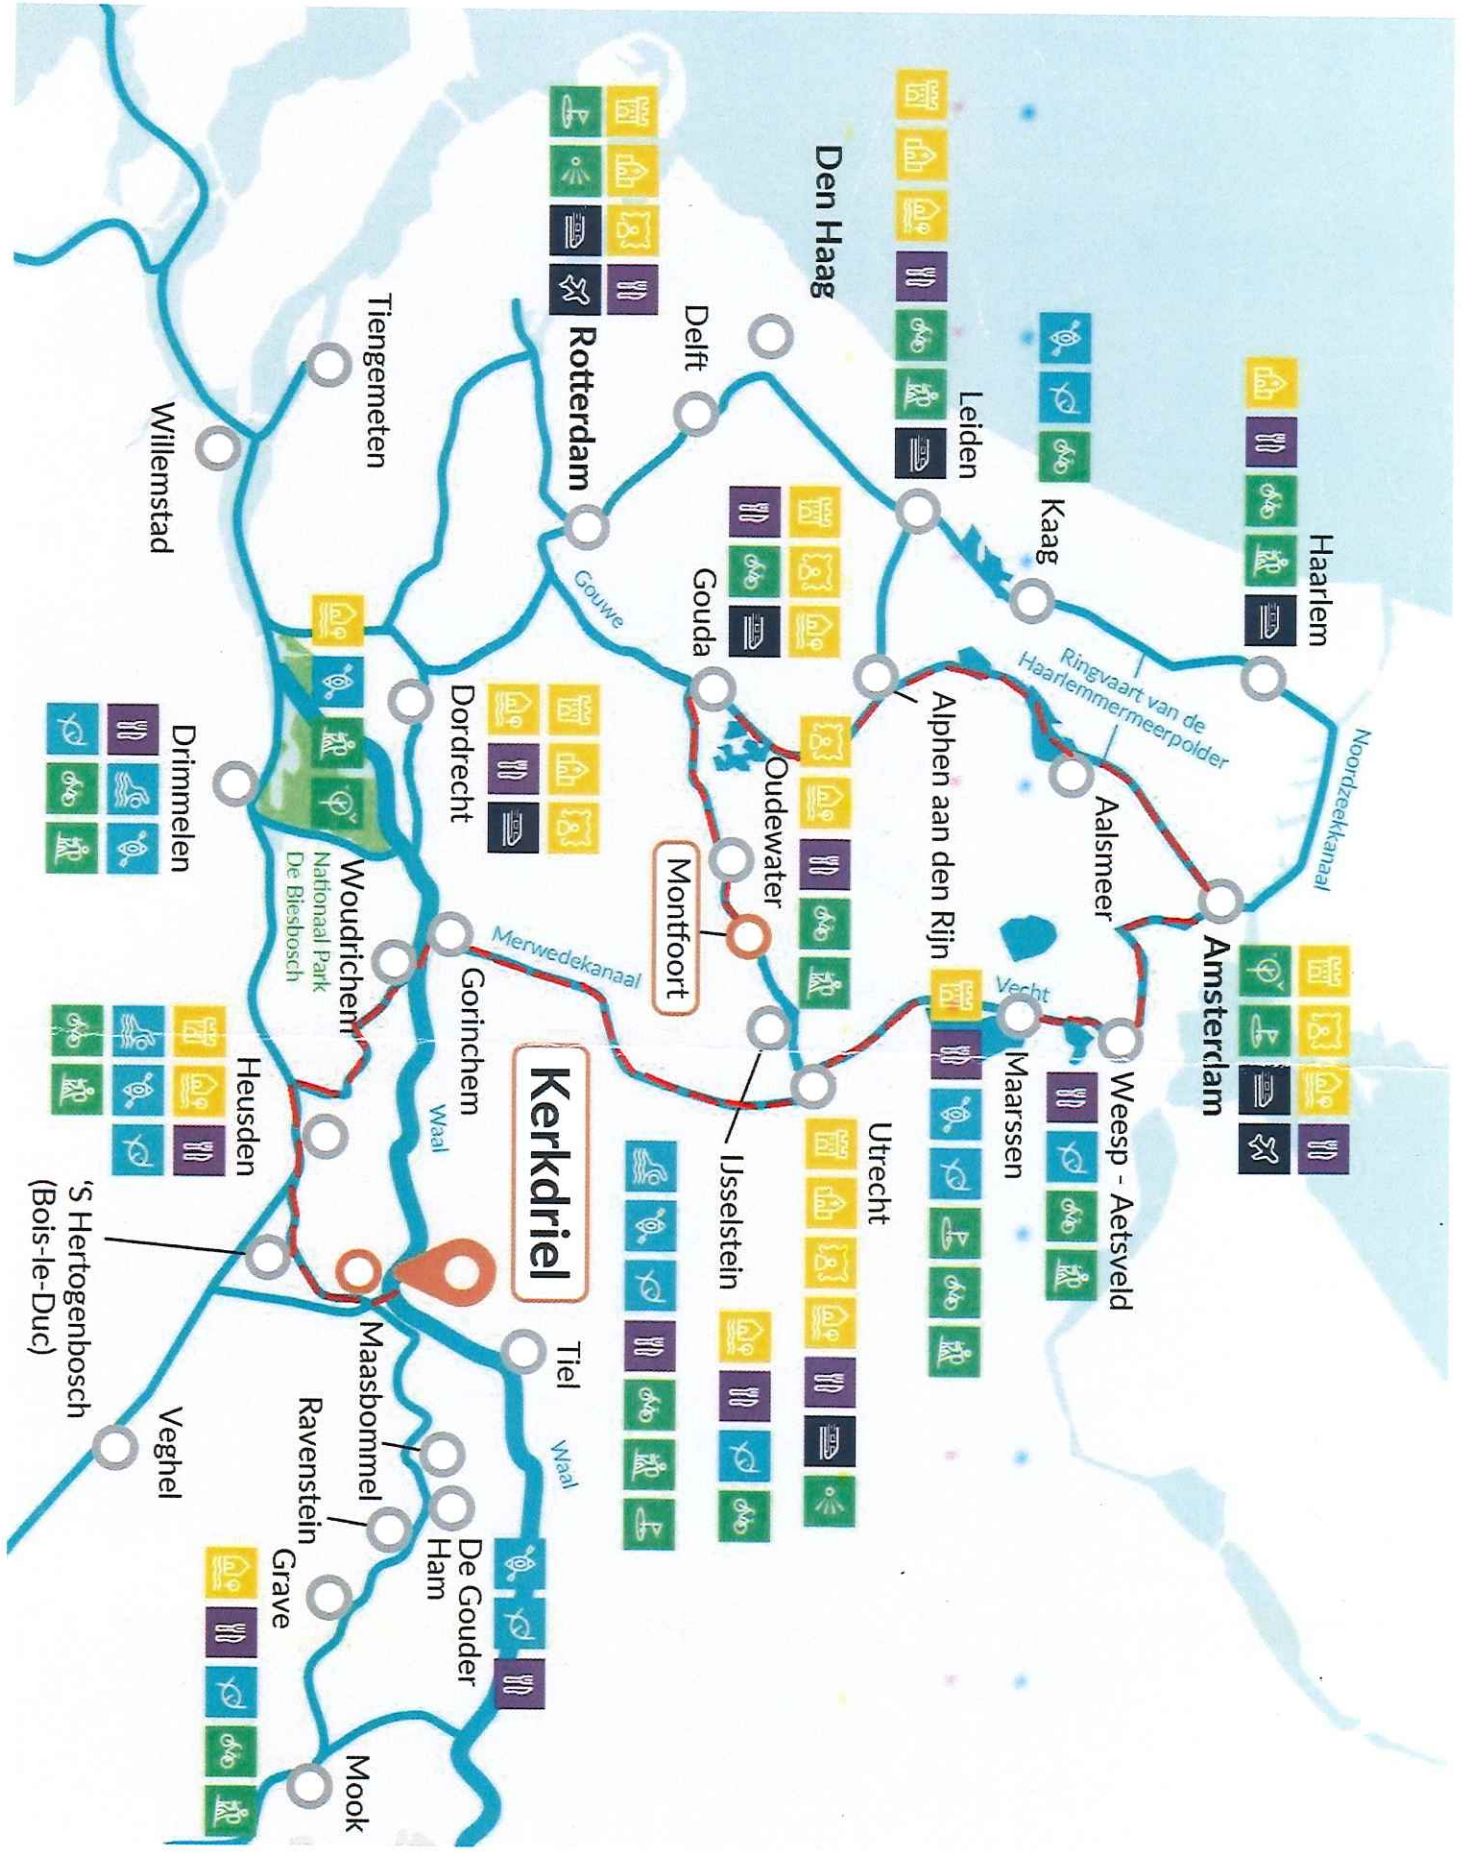 Noordzeekanaal
Haarlem
Amsterdam
Ringvaart van de
Haarlemmermeerpolder
Kaag
Aalsmeer
Weesp - Aetsveld
Vecht
Maarssen
Leiden
Alphen aan den Rijn
Den Haag
Utrecht
Oudewater
IJsselstein
Delft
Gouda
Montfoort
Gouwe
Rotterdam
Merwedekanaal
Kerkdriel
Dordrecht
Gorinchem
Tiel
Waal
Waal
De Gouden
Ham
Tiengemeten
Woudrichem
Nationaal Park
De Biesbosch
Maasbommel
Ravenstein
Mook
Grave
Heusden
Willemstad
Drimmelen
Veghel
'S Hertogenbosch
(Bois-le-Duc)